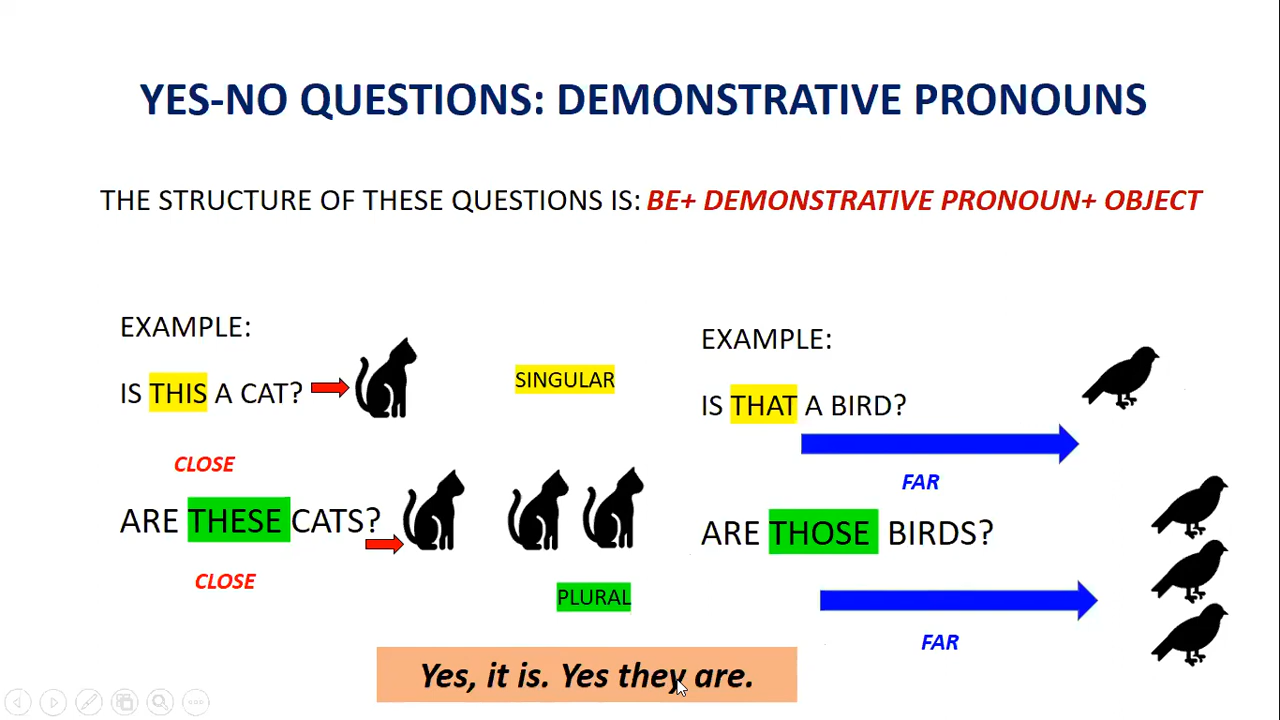 YES-NO QUESTIONS: DEMONSTRATIVE PRONOUNS
THE STRUCTURE OF THESE QUESTIONS IS: BE+ DEMONSTRATIVE PRONOUN+ OBJECT
EXAMPLE:
IS THIS A CAT?
SINGULAR
CLOSE
ARE THESE CATS?
CLOSE
PLURAL
EXAMPLE:
IS THAT A BIRD?
FAR
ARE THOSE BIRDS?
FAR
Yes, it is. Yes they are.